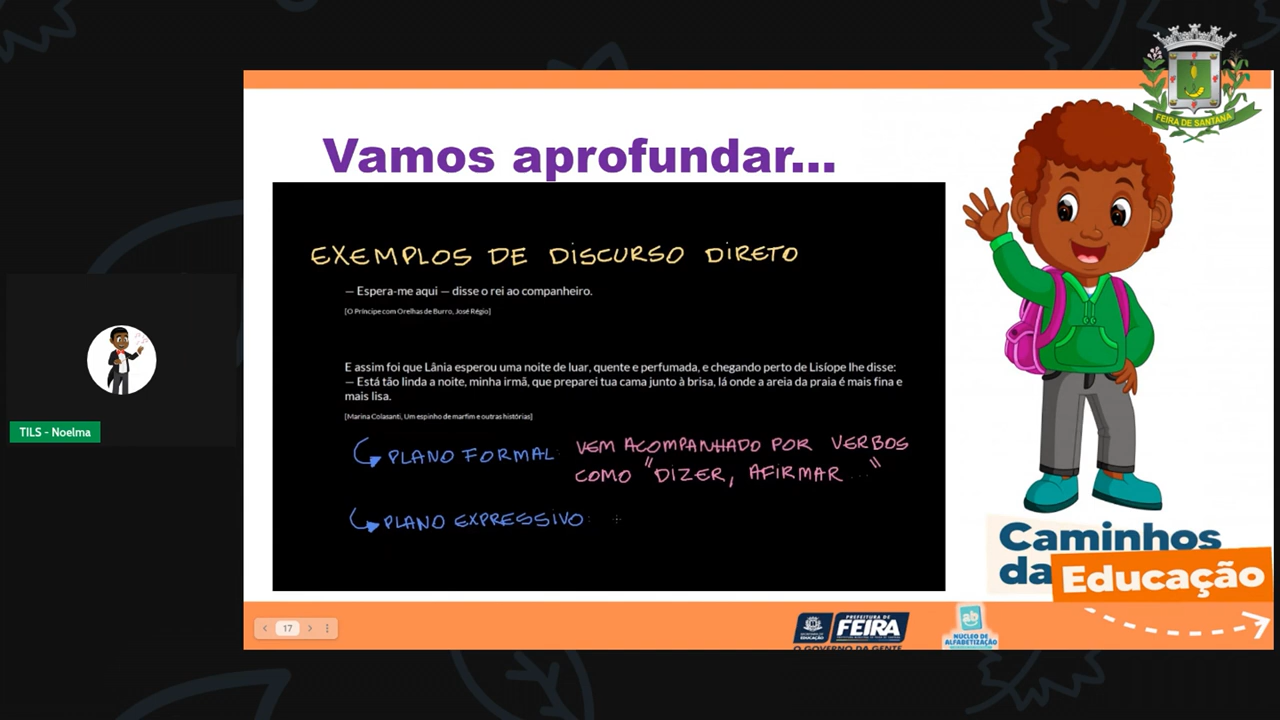 FEIRA DE SANTANA
Vamos aprofundar...
EXEMPLOS DE DISCURSO DIRETO
— Espera-me aqui — disse o rei ao companheiro.
[O Príncipe com Orelhas de Burro, José Régio]
E assim foi que Lânia esperou uma noite de luar, quente e perfumada, e chegando perto de Lisíope lhe disse:
— Está tão linda a noite, minha irmã, que preparei tua cama junto à brisa, lá onde a areia da praia é mais fina e
mais lisa.
[Marina Colasanti, Um espinho de marfim e outras histórias]
PLANO FORMAL: VEM ACOMPANHADO POR VERBOS
COMO "DIZER, AFIRMAR ..."
PLANO EXPRESSIVO:
TILS - Noelma
Caminhos
da Educação
17
SECRETARIA DE
EDUCAÇÃO
PREFEITURA DE
FEIRA
O GOVERNO DA GENTE
ab
NÚCLEO DE
ALFABETIZAÇÃO